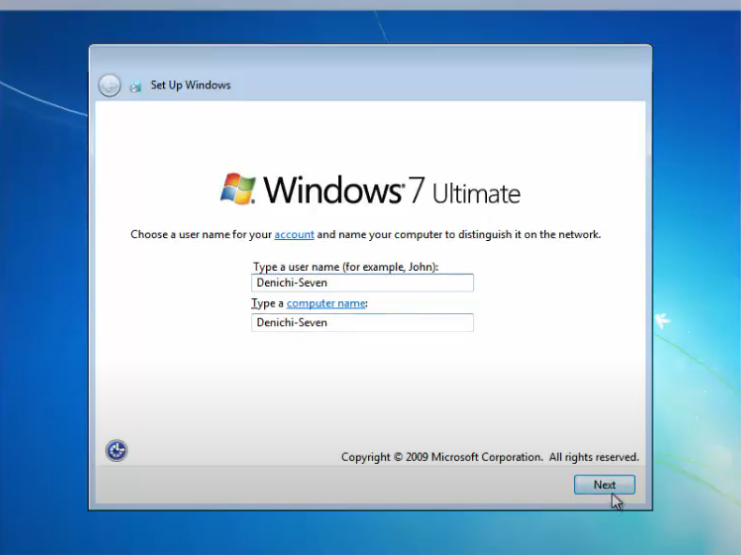 Set Up Windows
Windows 7 Ultimate
Choose a user name for your account and name your computer to distinguish it on the network.
Type a user name (for example, John):
Denichi-Seven
Type a computer name:
Denichi-Seven
Copyright © 2009 Microsoft Corporation. All rights reserved.
Next